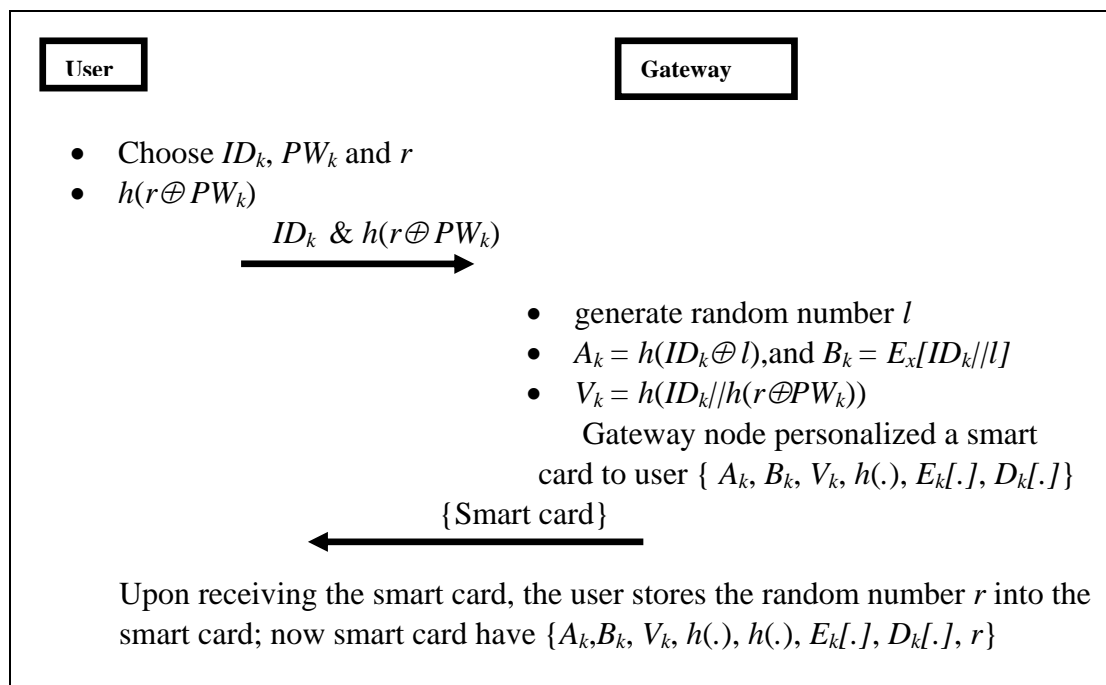 User
Gateway
• Choose IDₖ, PWₖ and r
• h(r⊕PWₖ)
IDₖ & h(r⊕PWₖ)
• generate random number l
• Aₖ = h(IDₖ⊕l),and Bₖ = Eₓ[IDₖ//l]
• Vₖ = h(IDₖ//h(r⊕PWₖ))
Gateway node personalized a smart
card to user { Aₖ, Bₖ, Vₖ, h(.), Eₖ[.], Dₖ[.]}
{Smart card}
Upon receiving the smart card, the user stores the random number r into the
smart card; now smart card have {Aₖ,Bₖ, Vₖ, h(.), h(.), Eₖ[.], Dₖ[.], r}